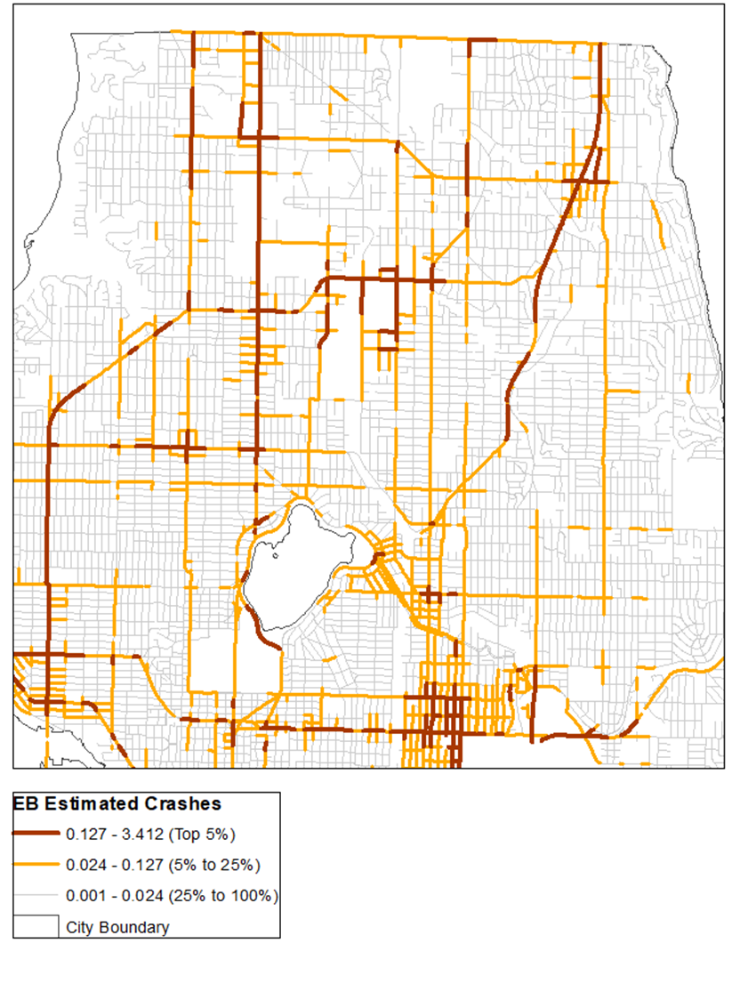 EB Estimated Crashes
0.127 - 3.412 (Top 5%)
0.024 - 0.127 (5% to 25%)
0.001 - 0.024 (25% to 100%)
City Boundary